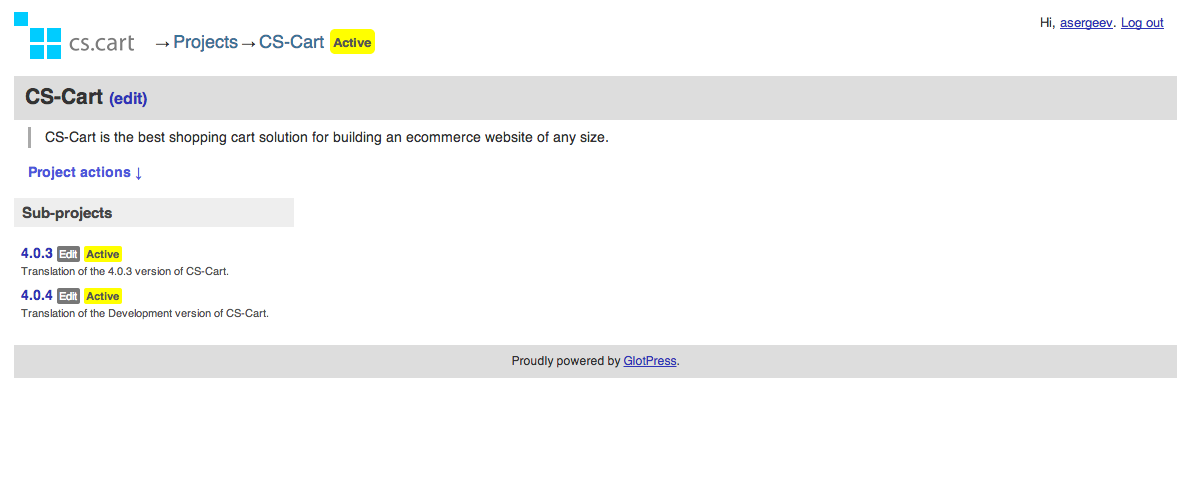 cs.cart →Projects→CS-Cart Active
Hi, asergeev. Log out
CS-Cart (edit)
CS-Cart is the best shopping cart solution for building an ecommerce website of any size.
Project actions ↓
Sub-projects
4.0.3 Edit Active
Translation of the 4.0.3 version of CS-Cart.
4.0.4 Edit Active
Translation of the Development version of CS-Cart.
Proudly powered by GlotPress.